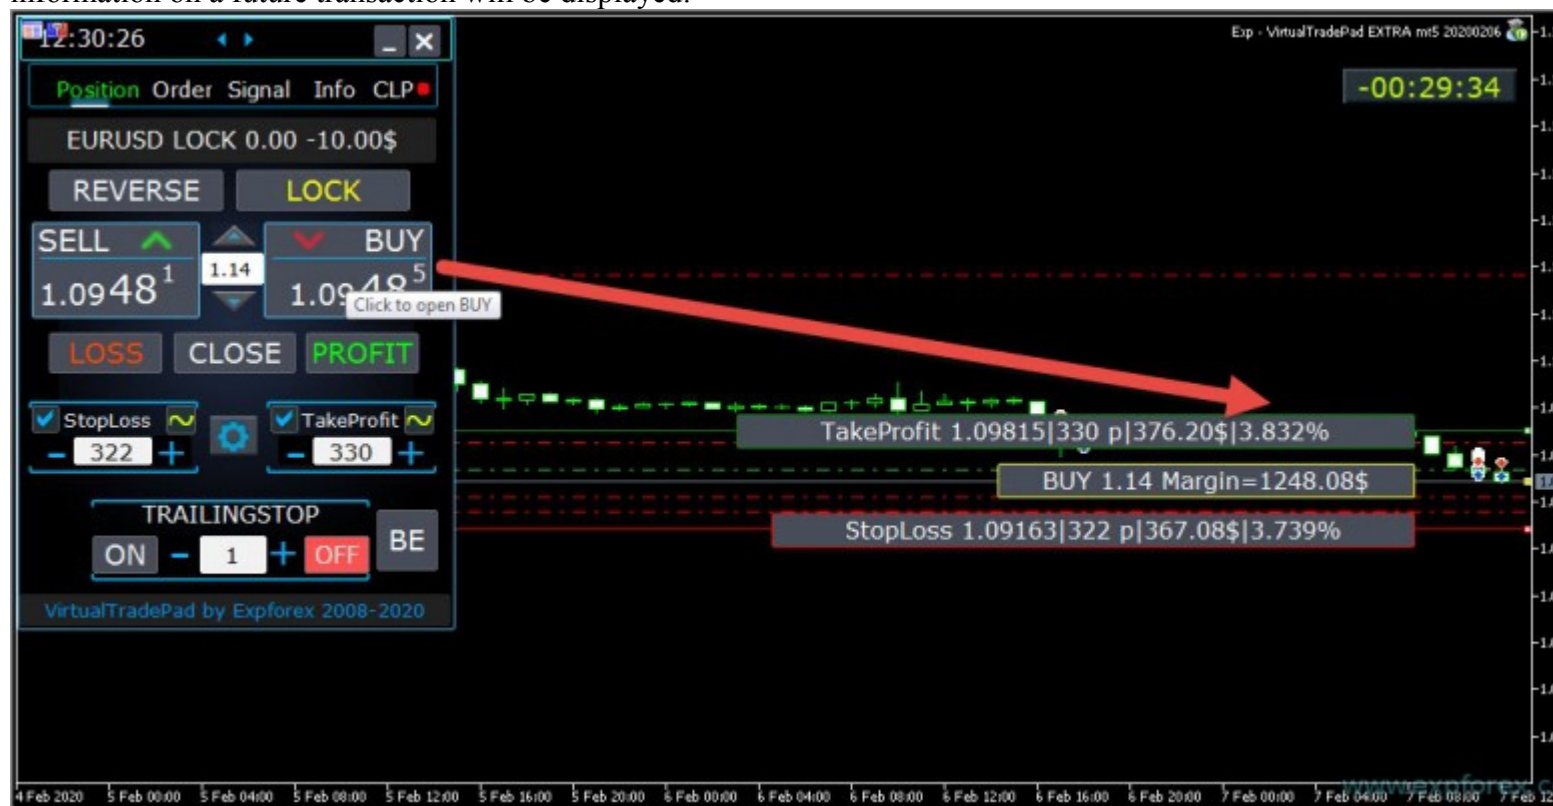 information on a future transaction will be displayed.
12:30:26
Exp - VirtualTradePad EXTRA mt5 20200206
-00:29:34
Position Order Signal Info CLP
EURUSD LOCK 0.00 -10.00$
REVERSE LOCK
SELL BUY
1.09481 1.14 1.09485
Click to open BUY
LOSS CLOSE PROFIT
StopLoss TakeProfit
- 322 + - 330 +
TakeProfit 1.09815|330 p|376.20$|3.832%
BUY 1.14 Margin=1248.08$
StopLoss 1.09163|322 p|367.08$|3.739%
TRAILINGSTOP
ON - 1 + OFF BE
VirtualTradePad by Expforex 2008-2020
www.expforex.c
4 Feb 2020 5 Feb 00:00 5 Feb 04:00 5 Feb 08:00 5 Feb 12:00 5 Feb 16:00 5 Feb 20:00 6 Feb 00:00 6 Feb 04:00 6 Feb 08:00 6 Feb 12:00 6 Feb 16:00 6 Feb 20:00 7 Feb 00:00 7 Feb 04:00 7 Feb 08:00 7 Feb 12